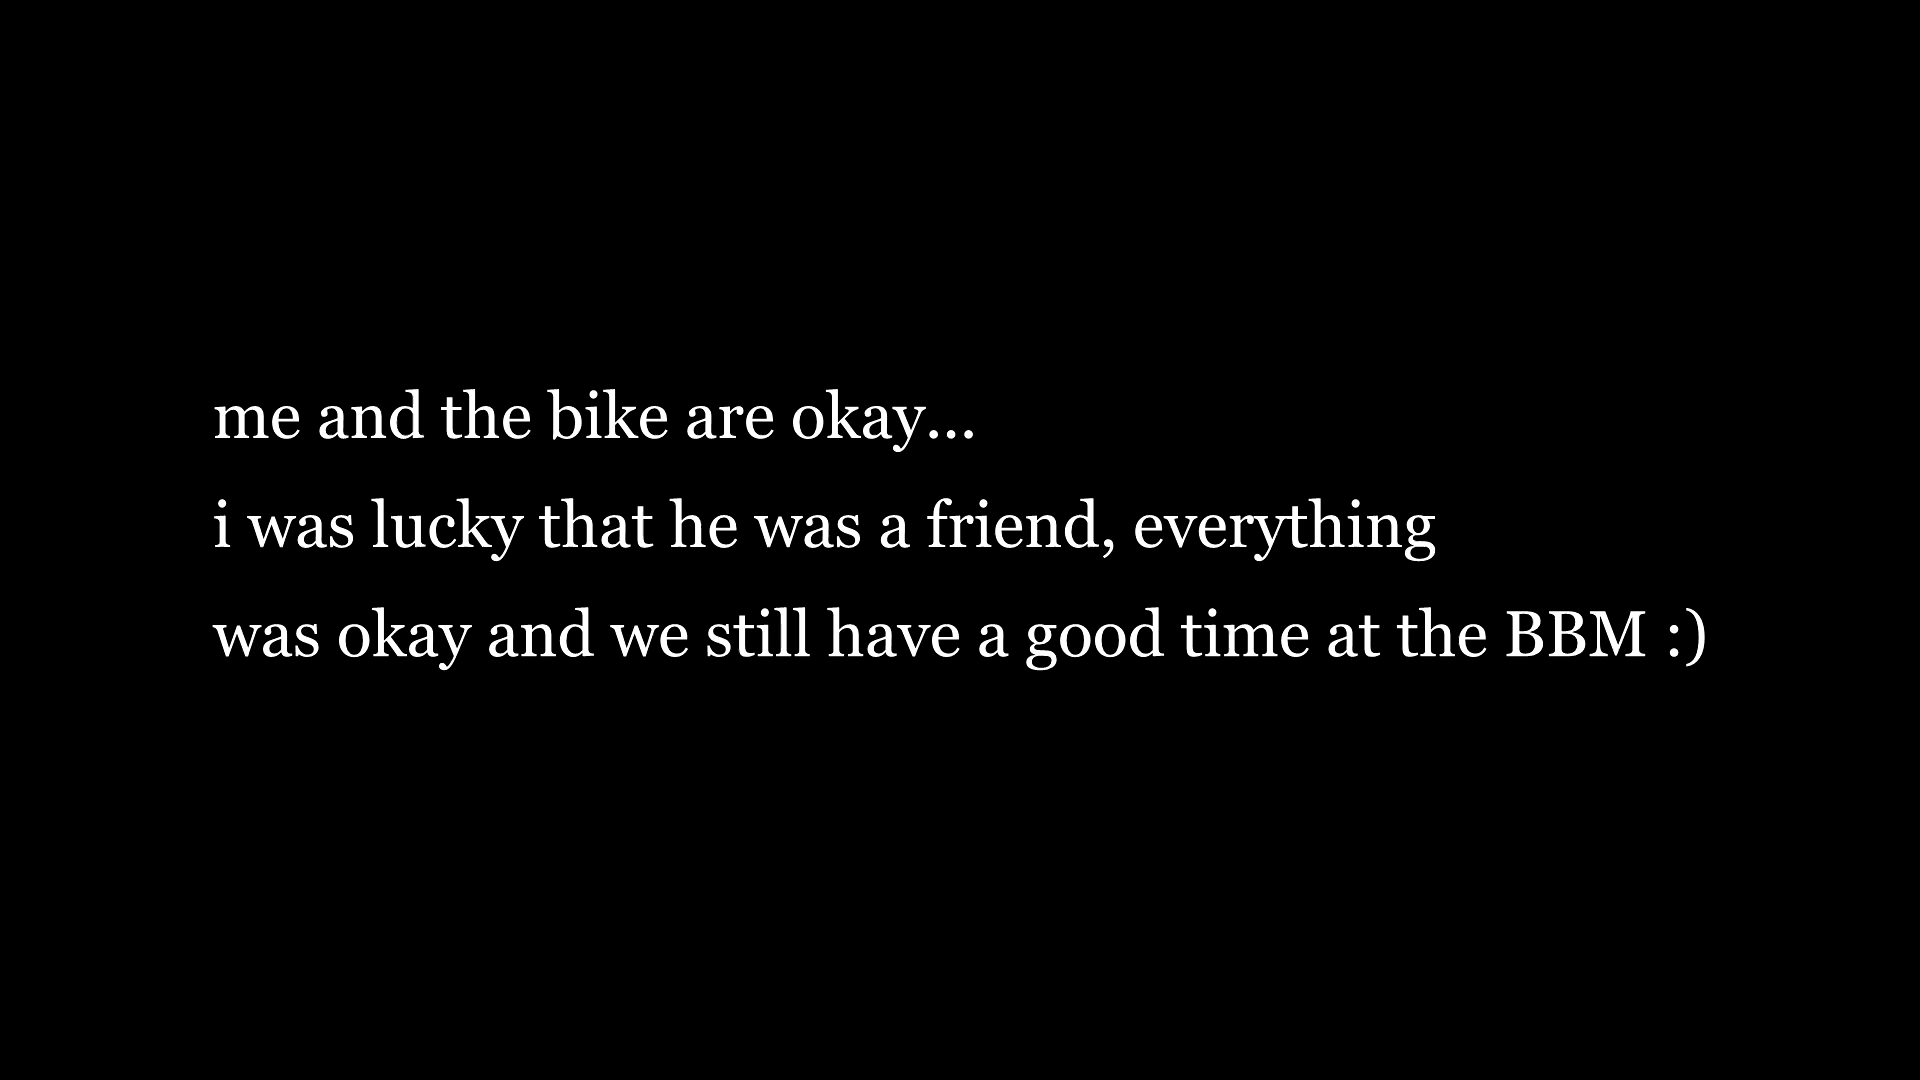 me and the bike are okay...
i was lucky that he was a friend, everything
was okay and we still have a good time at the BBM :)